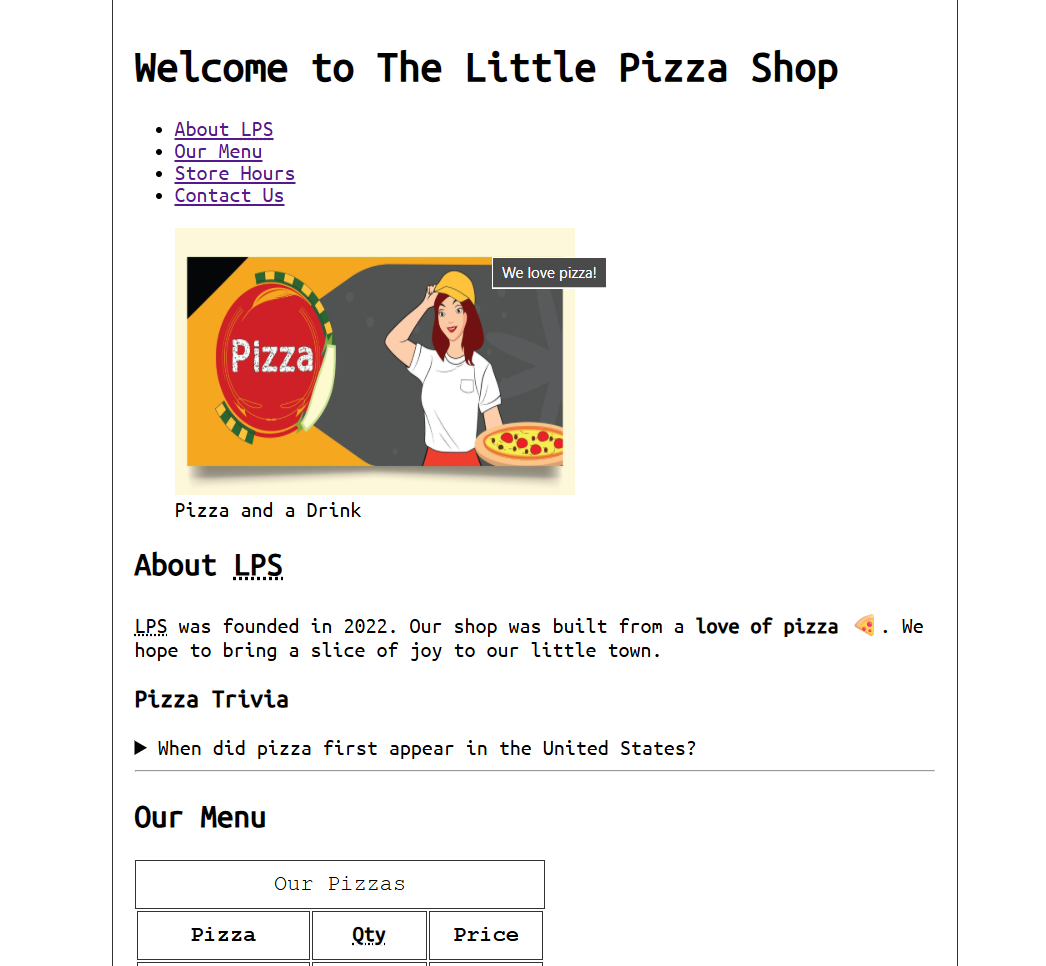 Welcome to The Little Pizza Shop
About LPS
Our Menu
Store Hours
Contact Us
We love pizza!
Pizza
Pizza and a Drink
About LPS
LPS was founded in 2022. Our shop was built from a love of pizza 🍕. We
hope to bring a slice of joy to our little town.
Pizza Trivia
When did pizza first appear in the United States?
Our Menu
Our Pizzas
Pizza Qty Price